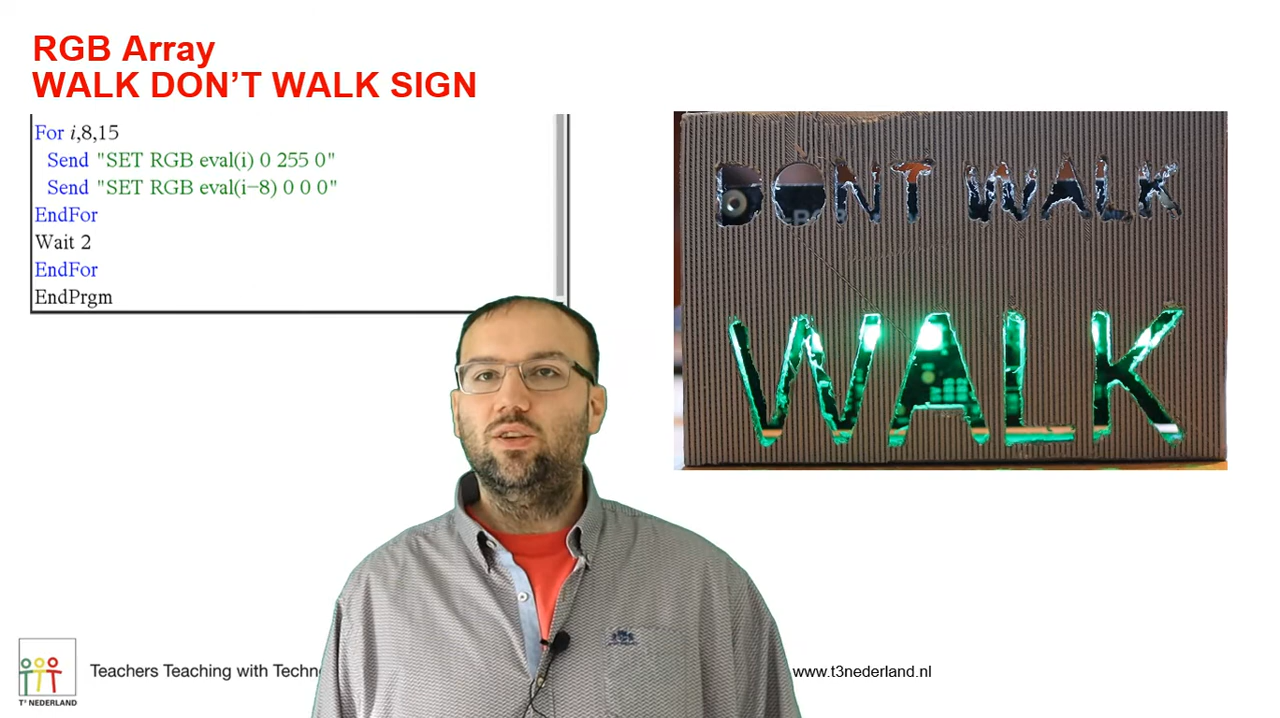 RGB Array
WALK DON’T WALK SIGN
For i,8,15
Send "SET RGB eval(i) 0 255 0"
Send "SET RGB eval(i−8) 0 0 0"
EndFor
Wait 2
EndFor
EndPrgm
DONT WALK
WALK
Teachers Teaching with
www.t3nederland.nl
T³ NEDERLAND